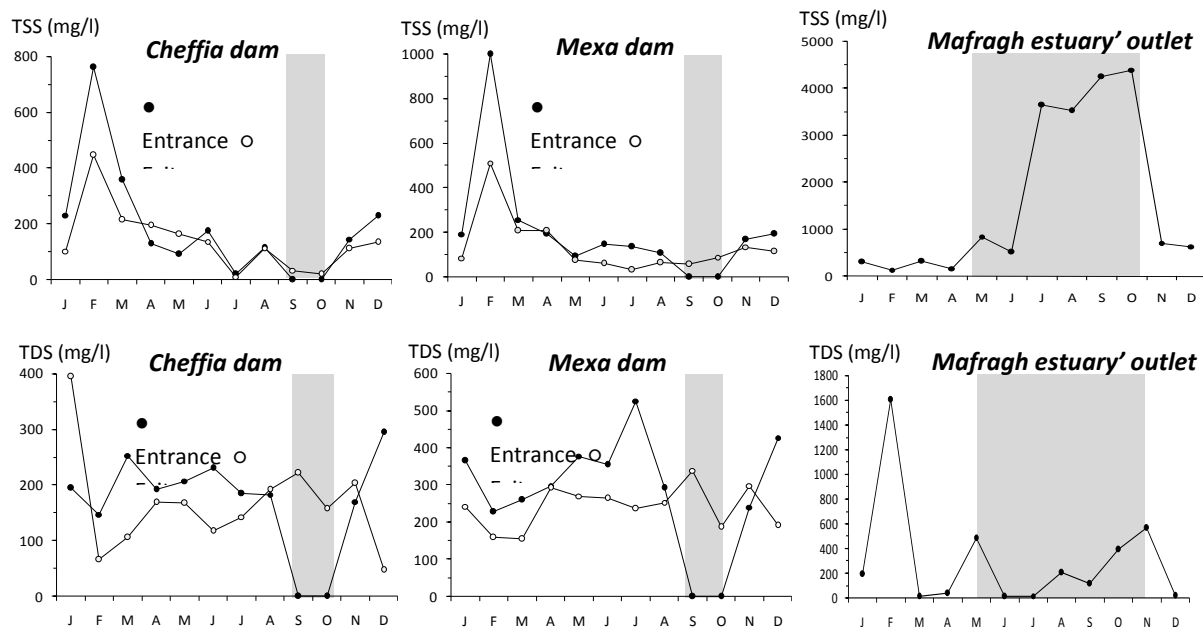 TSS (mg/l)
Cheffia dam
800
600
400
200
0
Entrance
J F M A M J J A S O N D
TSS (mg/l)
Mexa dam
1000
800
600
400
200
0
Entrance
J F M A M J J A S O N D
TSS (mg/l)
Mafragh estuary' outlet
5000
4000
3000
2000
1000
0
J F M A M J J A S O N D
TDS (mg/l)
Cheffia dam
400
300
200
100
0
Entrance
J F M A M J J A S O N D
TDS (mg/l)
Mexa dam
600
500
400
300
200
100
0
Entrance
J F M A M J J A S O N D
TDS (mg/l)
Mafragh estuary' outlet
1800
1600
1400
1200
1000
800
600
400
200
0
J F M A M J J A S O N D